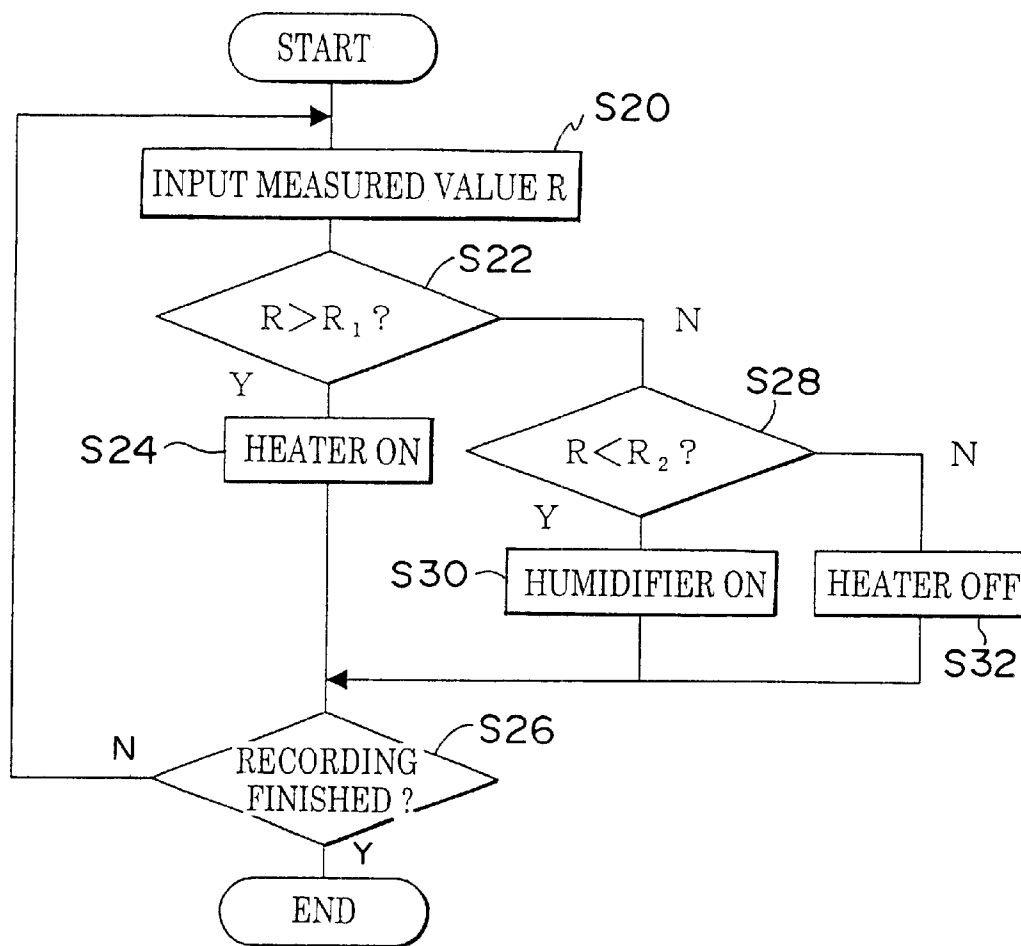 START
S20
INPUT MEASURED VALUE R
S22
R>R₁?
N
Y
S28
S24
HEATER ON
R<R₂?
N
Y
S30
HUMIDIFIER ON
HEATER OFF
S32
S26
N
RECORDING
FINISHED?
Y
END